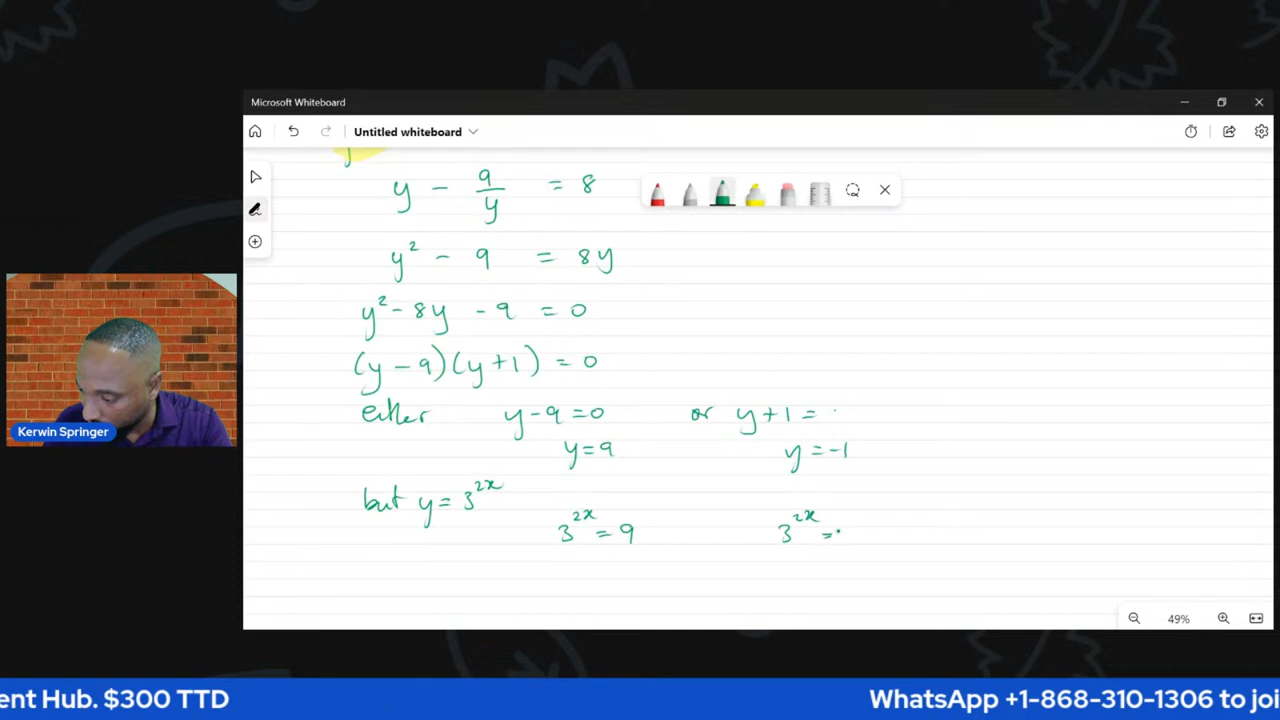 Microsoft Whiteboard
Untitled whiteboard
y - 9/y = 8
y² - 9 = 8y
y² - 8y - 9 = 0
(y - 9)(y + 1) = 0
either y - 9 = 0 or y + 1 =
y = 9 y = -1
but y = 3^{2x}
3^{2x} = 9 3^{2x} =
Kerwin Springer
49%
ent Hub. $300 TTD WhatsApp +1-868-310-1306 to joi